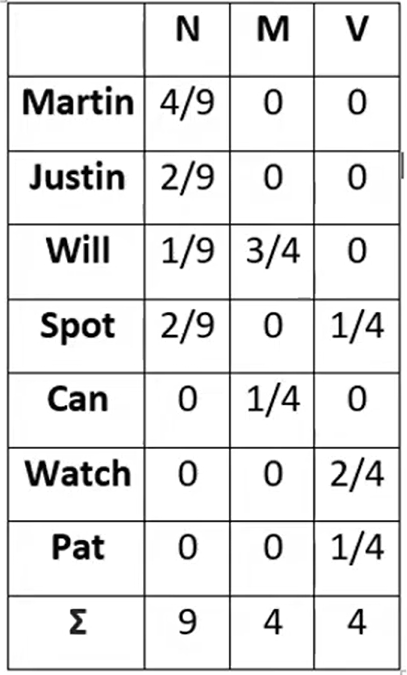 N M V
Martin 4/9 0 0
Justin 2/9 0 0
Will 1/9 3/4 0
Spot 2/9 0 1/4
Can 0 1/4 0
Watch 0 0 2/4
Pat 0 0 1/4
Σ 9 4 4